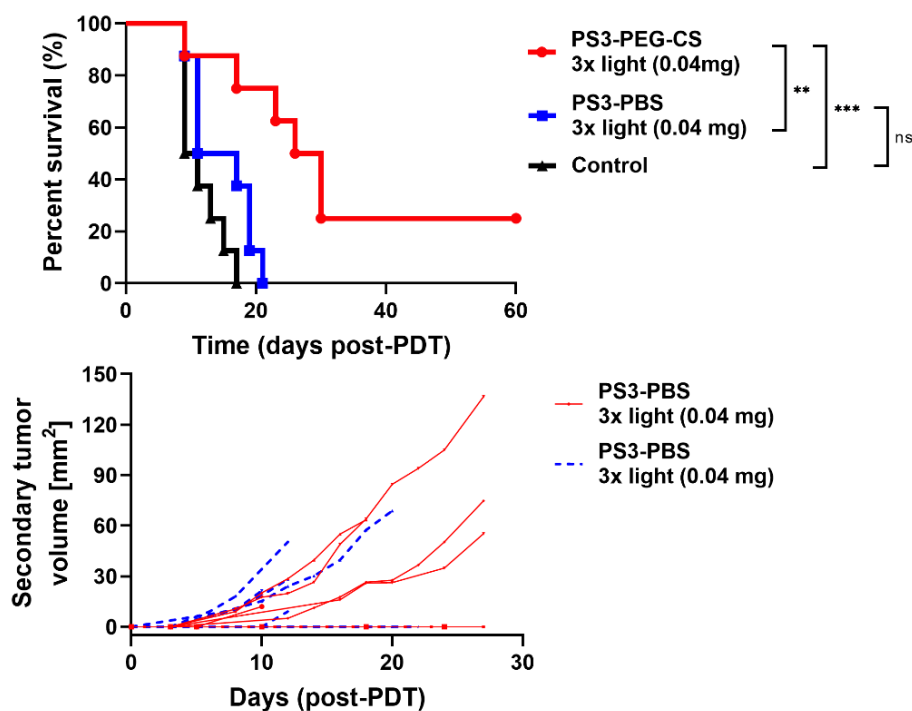 Percent survival (%)
100
80
60
40
20
0
0 20 40 60
Time (days post-PDT)
PS3-PEG-CS
3x light (0.04mg)
PS3-PBS
3x light (0.04 mg)
Control
**
***
ns
Secondary tumor
volume [mm²]
150
120
90
60
30
0
0 10 20 30
Days (post-PDT)
PS3-PBS
3x light (0.04 mg)
PS3-PBS
3x light (0.04 mg)